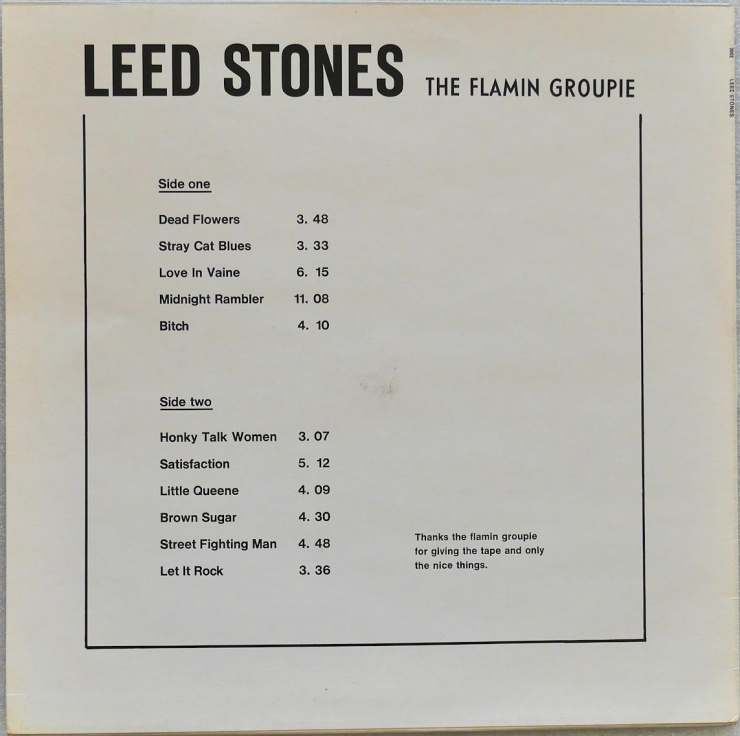 LEED STONES THE FLAMIN GROUPIE
LEED STONES
Side one
Dead Flowers 3. 48
Stray Cat Blues 3. 33
Love In Vaine 6. 15
Midnight Rambler 11. 08
Bitch 4. 10
Side two
Honky Talk Women 3. 07
Satisfaction 5. 12
Little Queene 4. 09
Brown Sugar 4. 30
Street Fighting Man 4. 48
Let It Rock 3. 36
Thanks the flamin groupie
for giving the tape and only
the nice things.